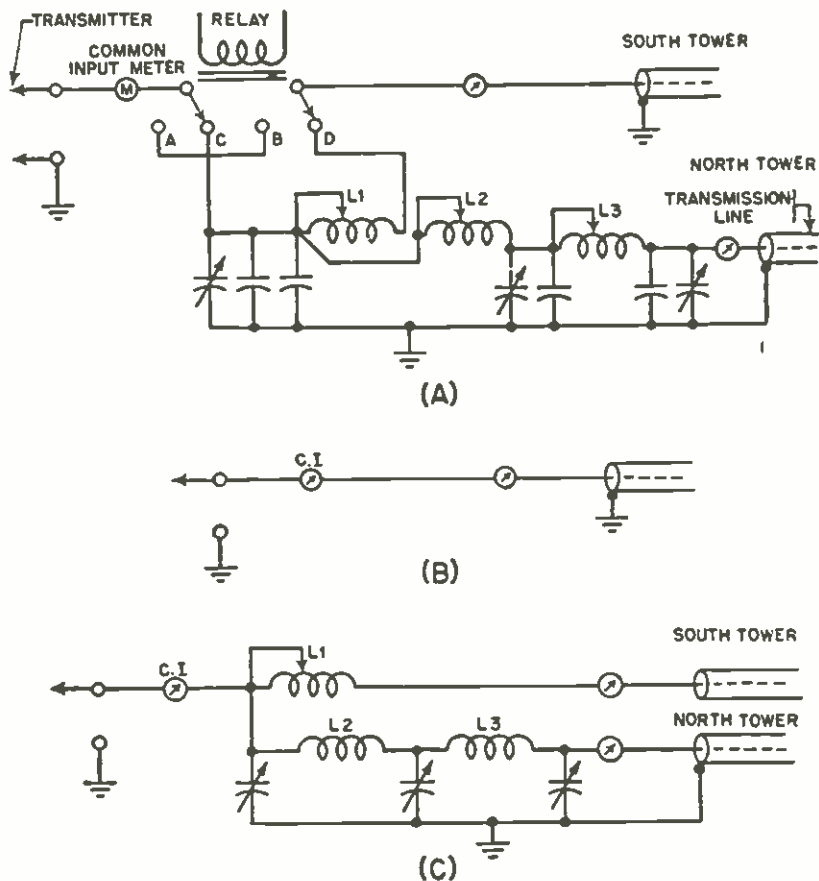 TRANSMITTER
RELAY
COMMON
INPUT METER
M
SOUTH TOWER
A
C
B
D
NORTH TOWER
TRANSMISSION
LINE
L1
L2
L3
(A)
C.I
(B)
SOUTH TOWER
C.I
L1
NORTH TOWER
L2
L3
(C)